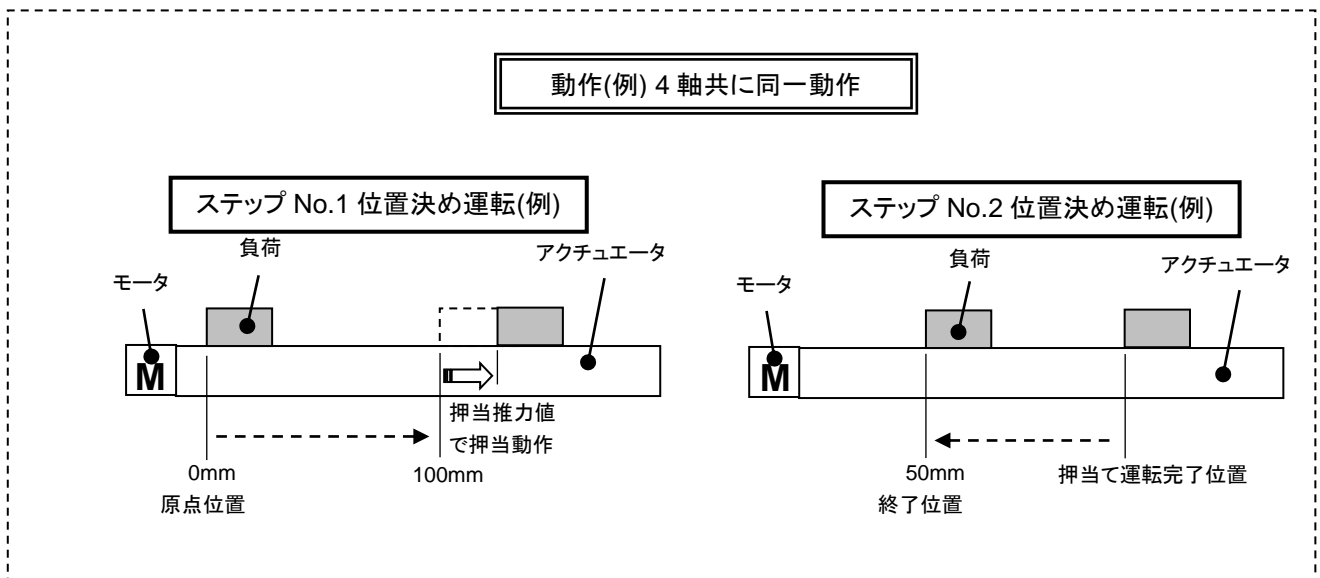 動作(例) 4 軸共に同一動作
ステップ No.1 位置決め運転(例)
負荷
アクチュエータ
モータ
M
押当推力値
で押当動作
0mm
100mm
原点位置
ステップ No.2 位置決め運転(例)
負荷
アクチュエータ
モータ
M
50mm
押当て運転完了位置
終了位置